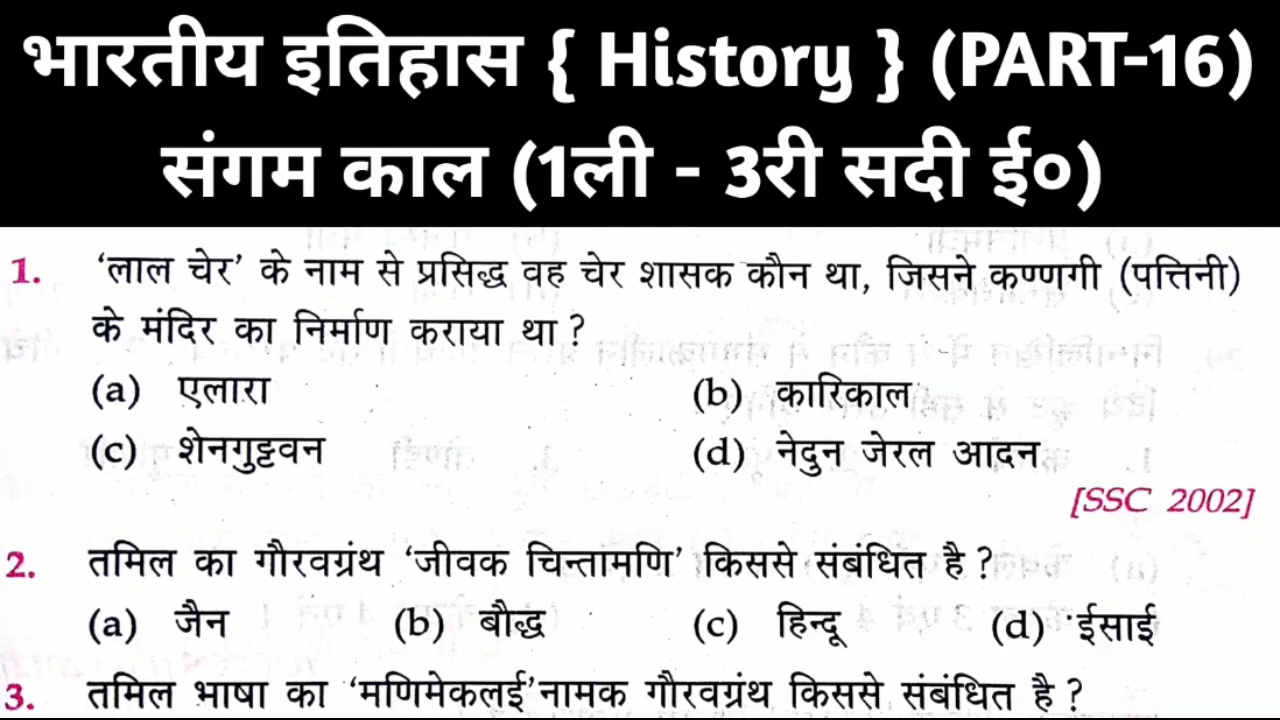 भारतीय इतिहास { History } (PART-16)
संगम काल (1ली - 3री सदी ई०)
1. ‘लाल चेर’ के नाम से प्रसिद्ध वह चेर शासक कौन था, जिसने कण्णगी (पत्तिनी)
के मंदिर का निर्माण कराया था ?
(a) एलारा (b) कारिकाल
(c) शेनगुट्टवन (d) नेदुन जेरल आदन
[SSC 2002]
2. तमिल का गौरवग्रंथ ‘जीवक चिन्तामणि’ किससे संबंधित है ?
(a) जैन (b) बौद्ध (c) हिन्दू (d) ईसाई
3. तमिल भाषा का ‘मणिमेकलई’नामक गौरवग्रंथ किससे संबंधित है ?